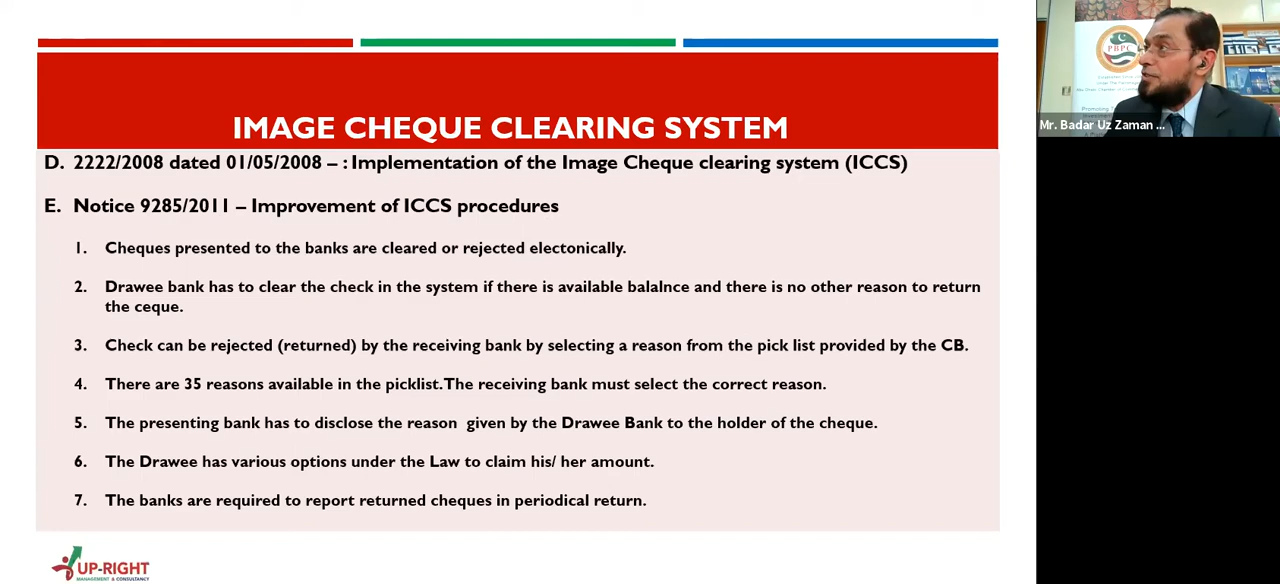 IMAGE CHEQUE CLEARING SYSTEM
D. 2222/2008 dated 01/05/2008 – : Implementation of the Image Cheque clearing system (ICCS)
E. Notice 9285/2011 – Improvement of ICCS procedures
1. Cheques presented to the banks are cleared or rejected electonically.
2. Drawee bank has to clear the check in the system if there is available balalnce and there is no other reason to return
the ceque.
3. Check can be rejected (returned) by the receiving bank by selecting a reason from the pick list provided by the CB.
4. There are 35 reasons available in the picklist.The receiving bank must select the correct reason.
5. The presenting bank has to disclose the reason given by the Drawee Bank to the holder of the cheque.
6. The Drawee has various options under the Law to claim his/ her amount.
7. The banks are required to report returned cheques in periodical return.
UP-RIGHT
MANAGEMENT & CONSULTANCY
PBPC
Mr. Badar Uz Zaman ...